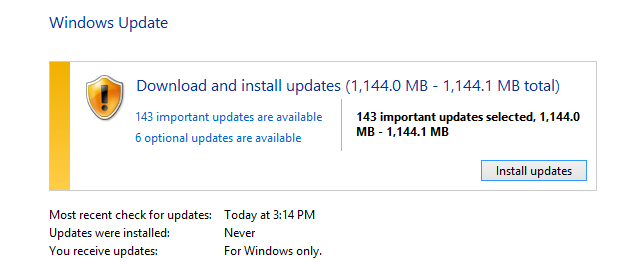 Windows Update
Download and install updates (1,144.0 MB - 1,144.1 MB total)
143 important updates are available
6 optional updates are available
143 important updates selected, 1,144.0
MB - 1,144.1 MB
Install updates
Most recent check for updates: Today at 3:14 PM
Updates were installed: Never
You receive updates: For Windows only.